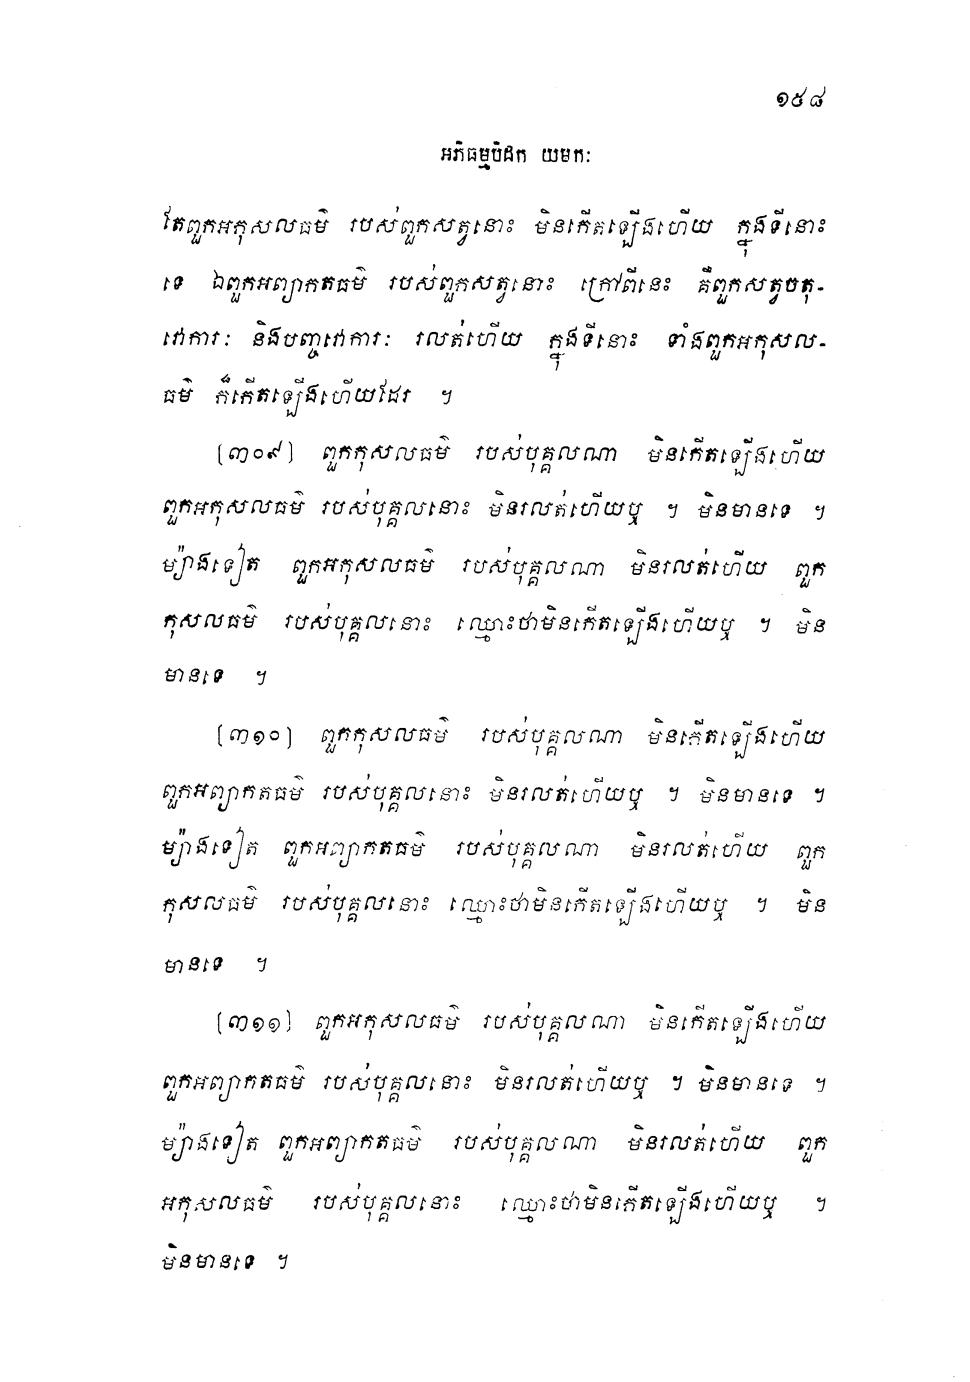 ១៥៨
អភិធម្មបិដក យមកៈ
តែពួកអកុសលធម៌ របស់ពួកសត្វនោះ មិនកើតឡើងហើយ ក្នុងទីនោះ
ទេ ឯពួកអព្យាកតធម៌ របស់ពួកសត្វនោះ ក្រៅពីនេះ គឺពួកសត្វចតុ-
វោការៈ និងបញ្ចវោការៈ រលត់ហើយ ក្នុងទីនោះ ទាំងពួកអកុសល-
ធម៌ ក៏កើតឡើងហើយដែរ ។
(៣០៩) ពួកកុសលធម៌ របស់បុគ្គលណា មិនកើតឡើងហើយ
ពួកអកុសលធម៌ របស់បុគ្គលនោះ មិនរលត់ហើយឬ ។ មិនមានទេ ។
ម្យ៉ាងទៀត ពួកអកុសលធម៌ របស់បុគ្គលណា មិនរលត់ហើយ ពួក
កុសលធម៌ របស់បុគ្គលនោះ ឈ្មោះថាមិនកើតឡើងហើយឬ ។ មិន
មានទេ ។
(៣១០) ពួកកុសលធម៌ របស់បុគ្គលណា មិនកើតឡើងហើយ
ពួកអព្យាកតធម៌ របស់បុគ្គលនោះ មិនរលត់ហើយឬ ។ មិនមានទេ ។
ម្យ៉ាងទៀត ពួកអព្យាកតធម៌ របស់បុគ្គលណា មិនរលត់ហើយ ពួក
កុសលធម៌ របស់បុគ្គលនោះ ឈ្មោះថាមិនកើតឡើងហើយឬ ។ មិន
មានទេ ។
(៣១១) ពួកអកុសលធម៌ របស់បុគ្គលណា មិនកើតឡើងហើយ
ពួកអព្យាកតធម៌ របស់បុគ្គលនោះ មិនរលត់ហើយឬ ។ មិនមានទេ ។
ម្យ៉ាងទៀត ពួកអព្យាកតធម៌ របស់បុគ្គលណា មិនរលត់ហើយ ពួក
អកុសលធម៌ របស់បុគ្គលនោះ ឈ្មោះថាមិនកើតឡើងហើយឬ ។
មិនមានទេ ។